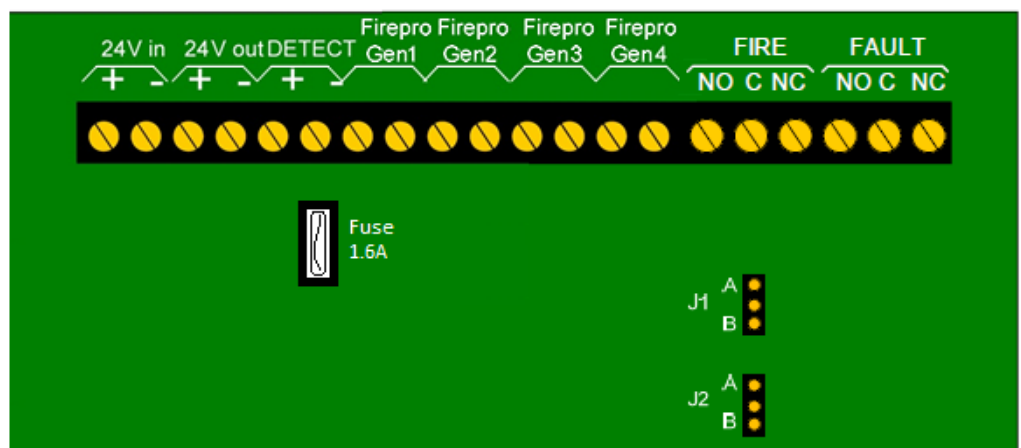 Firepro Firepro Firepro Firepro
24V in 24V out DETECT Gen1 Gen2 Gen3 Gen4 FIRE FAULT
+ - + - + - NO C NC NO C NC
Fuse
1.6A
A
J1
B
A
J2
B